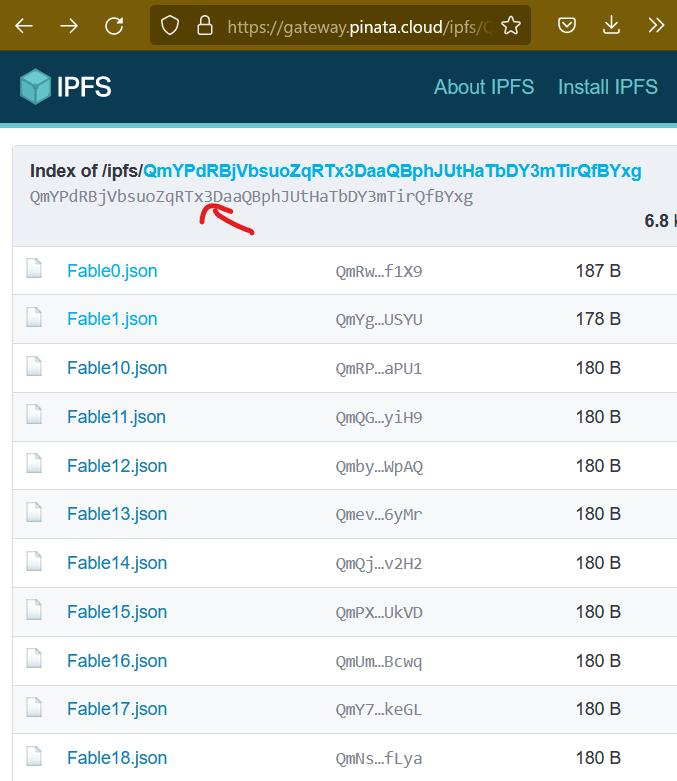 https://gateway.pinata.cloud/ipfs/
IPFS
About IPFS Install IPFS
Index of /ipfs/QmYPdRBjVbsuoZqRTx3DaaQBphJUtHaTbDY3mTirQfBYxg
QmYPdRBjVbsuoZqRTx3DaaQBphJUtHaTbDY3mTirQfBYxg
6.8
Fable0.json QmRw…f1X9 187 B
Fable1.json QmYg…USYU 178 B
Fable10.json QmRP…aPU1 180 B
Fable11.json QmQG…yiH9 180 B
Fable12.json Qmby…WpAQ 180 B
Fable13.json Qmev…6yMr 180 B
Fable14.json QmQj…v2H2 180 B
Fable15.json QmPX…UkVD 180 B
Fable16.json QmUm…Bcwq 180 B
Fable17.json QmY7…keGL 180 B
Fable18.json QmNs…fLya 180 B